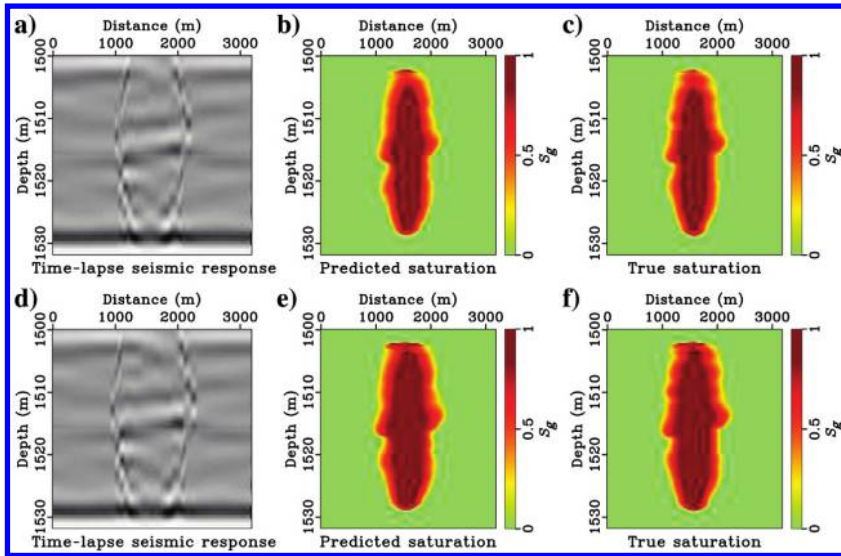 a) Distance (m)
0 1000 2000 3000
Depth (m)
1500
1510
1520
1530
Time-lapse seismic response
b) Distance (m)
0 1000 2000 3000
Depth (m)
1500
1510
1520
1530
Predicted saturation
1
0.5
0
Sg
c) Distance (m)
0 1000 2000 3000
Depth (m)
1500
1510
1520
1530
True saturation
1
0.5
0
Sg
d) Distance (m)
0 1000 2000 3000
Depth (m)
1500
1510
1520
1530
Time-lapse seismic response
e) Distance (m)
0 1000 2000 3000
Depth (m)
1500
1510
1520
1530
Predicted saturation
1
0.5
0
Sg
f) Distance (m)
0 1000 2000 3000
Depth (m)
1500
1510
1520
1530
True saturation
1
0.5
0
Sg